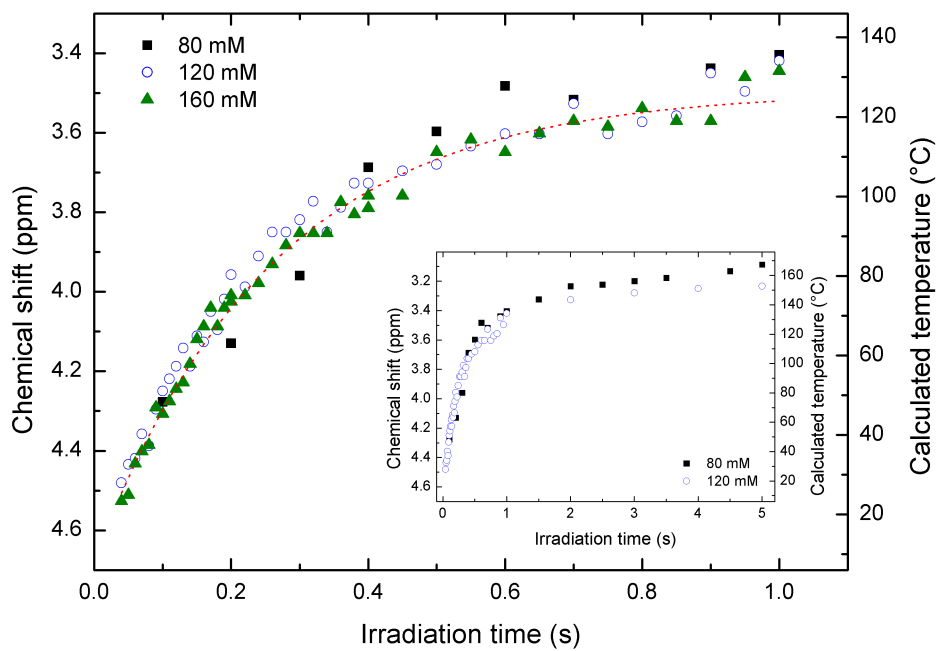 80 mM
120 mM
160 mM
3.4
3.6
3.8
4.0
4.2
4.4
4.6
Chemical shift (ppm)
0.0 0.2 0.4 0.6 0.8 1.0
Irradiation time (s)
140
120
100
80
60
40
20
Calculated temperature (°C)
3.2
3.4
3.6
3.8
4.0
4.2
4.4
4.6
Chemical shift (ppm)
80 mM
120 mM
0 1 2 3 4 5
Irradiation time (s)
160
140
120
100
80
60
40
20
Calculated temperature (°C)